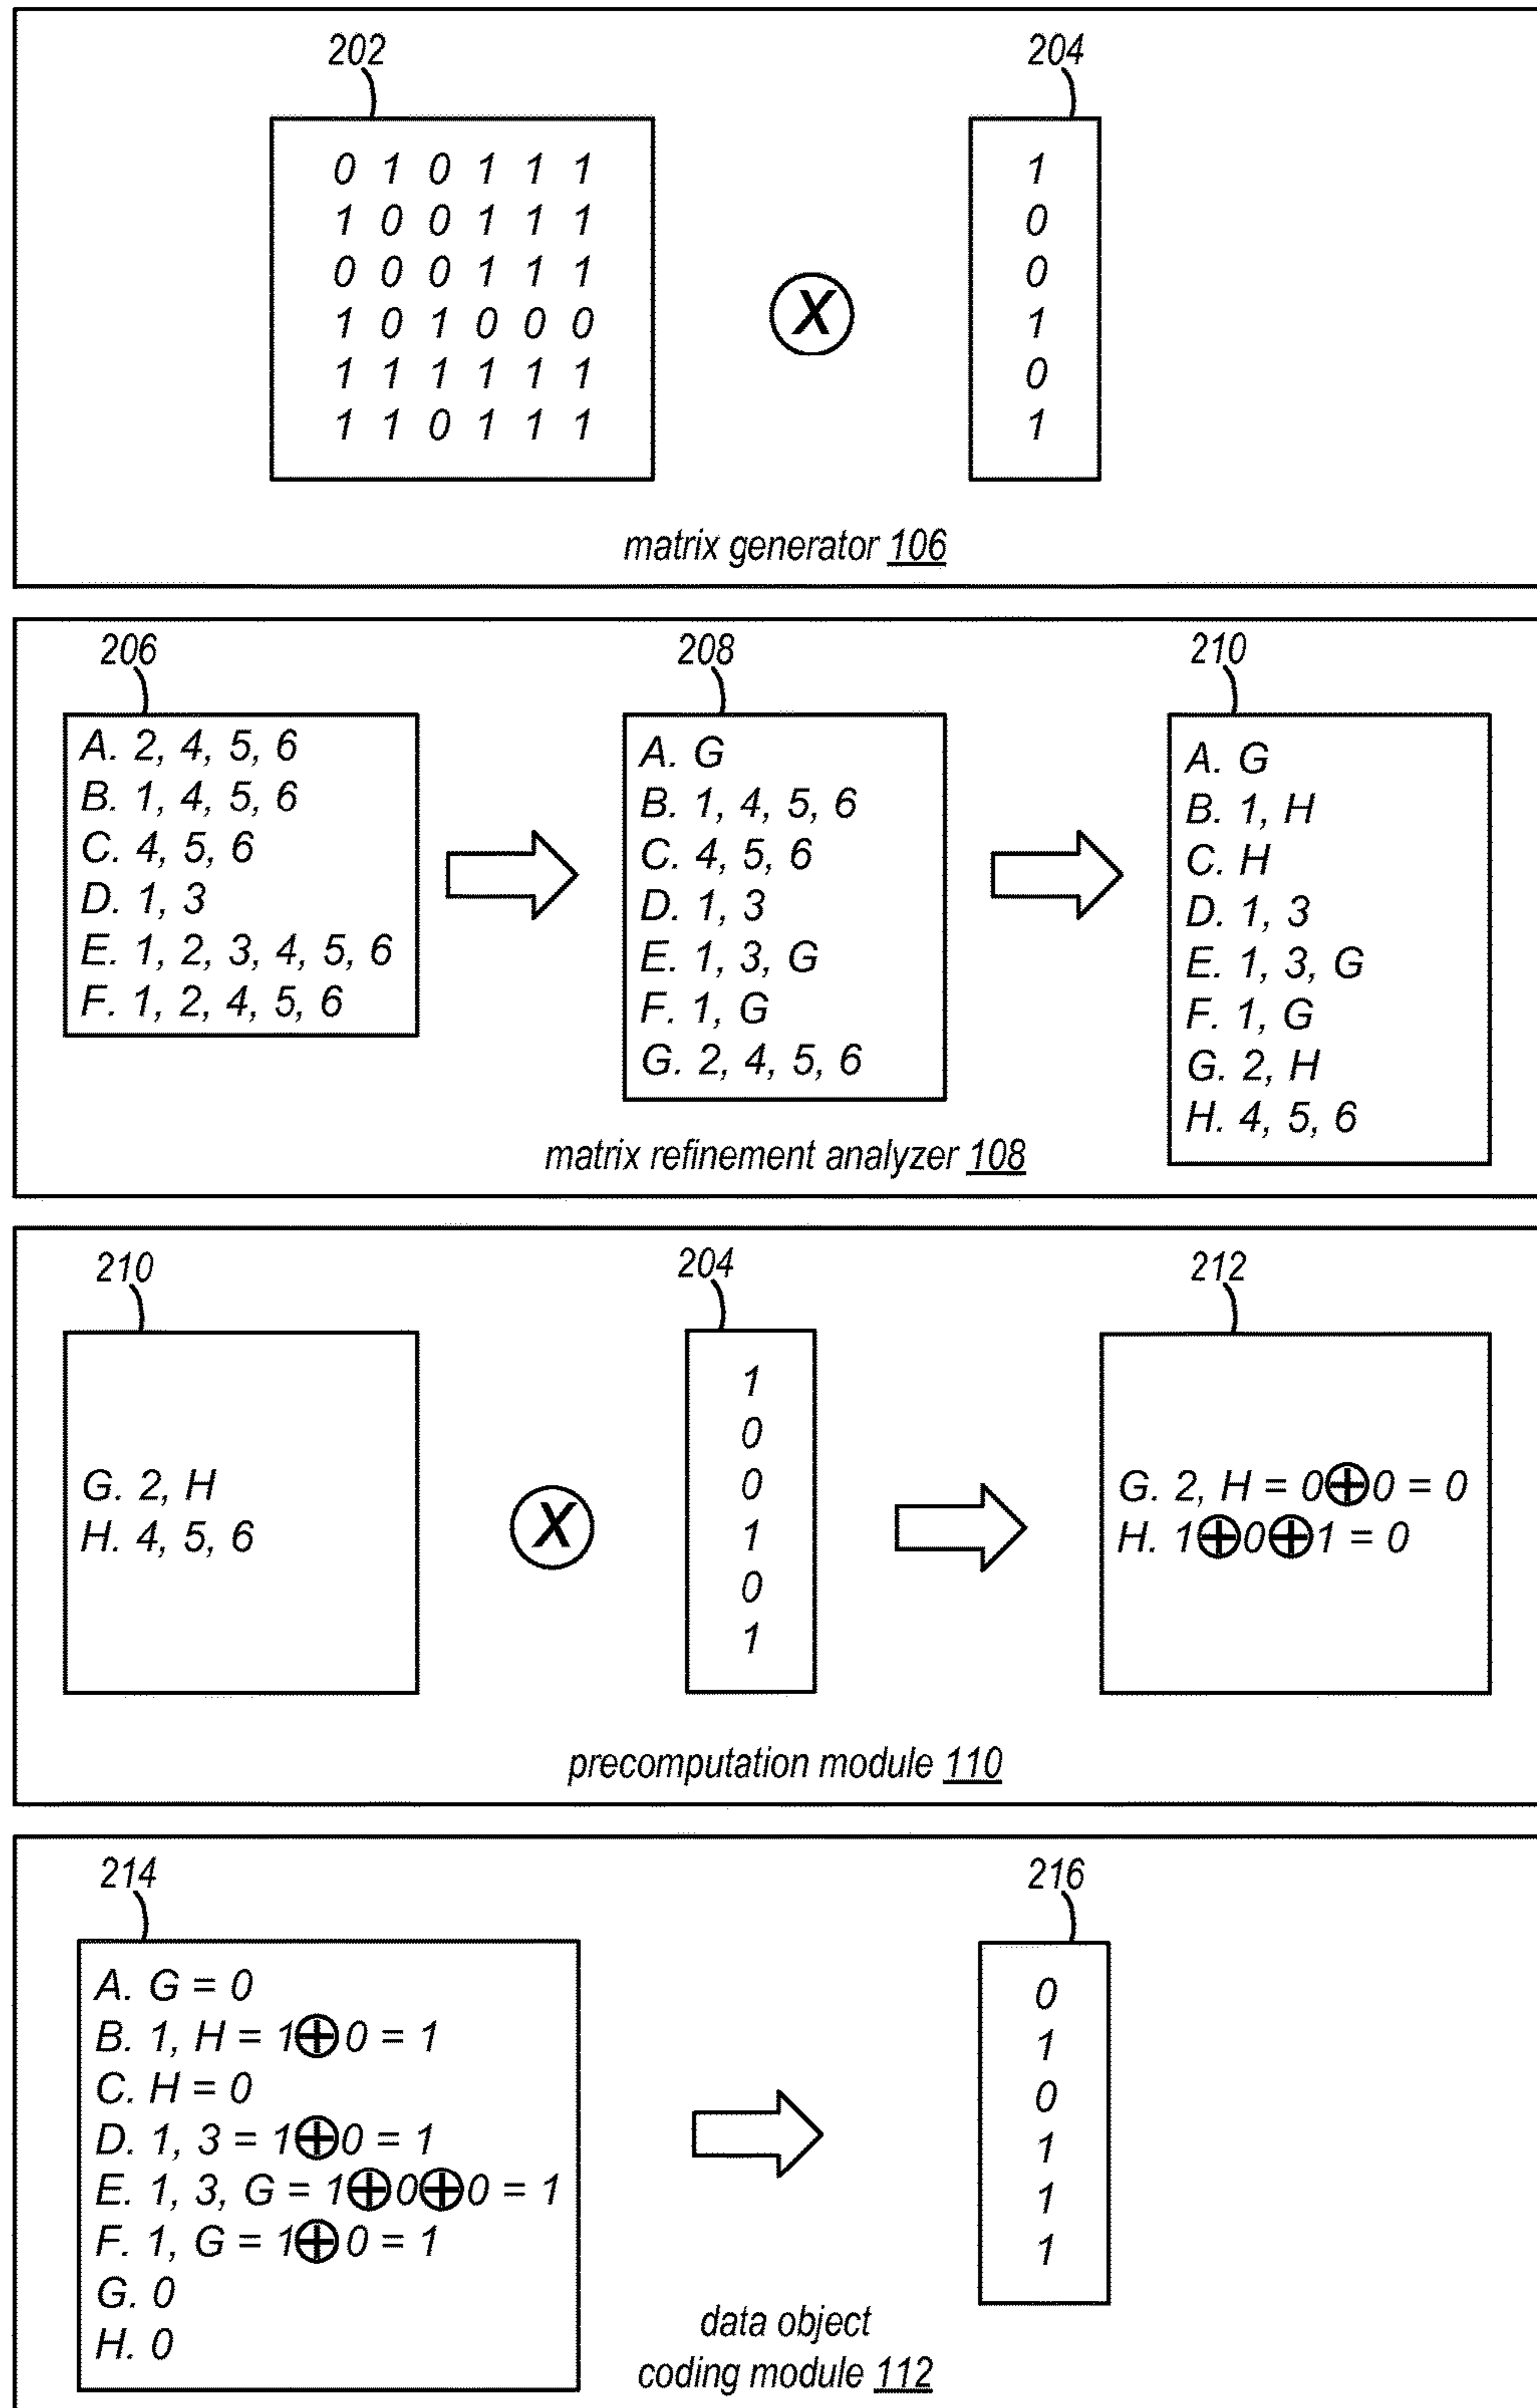 202
204
0 1 0 1 1 1
1 0 0 1 1 1
0 0 0 1 1 1
1 0 1 0 0 0
1 1 1 1 1 1
1 1 0 1 1 1
X
1
0
0
1
0
1
matrix generator 106
206
208
210
A. 2, 4, 5, 6
B. 1, 4, 5, 6
C. 4, 5, 6
D. 1, 3
E. 1, 2, 3, 4, 5, 6
F. 1, 2, 4, 5, 6
A. G
B. 1, 4, 5, 6
C. 4, 5, 6
D. 1, 3
E. 1, 3, G
F. 1, G
G. 2, 4, 5, 6
A. G
B. 1, H
C. H
D. 1, 3
E. 1, 3, G
F. 1, G
G. 2, H
H. 4, 5, 6
matrix refinement analyzer 108
210
204
212
G. 2, H
H. 4, 5, 6
X
1
0
0
1
0
1
G. 2, H = 0⊕0 = 0
H. 1⊕0⊕1 = 0
precomputation module 110
214
216
A. G = 0
B. 1, H = 1⊕0 = 1
C. H = 0
D. 1, 3 = 1⊕0 = 1
E. 1, 3, G = 1⊕0⊕0 = 1
F. 1, G = 1⊕0 = 1
G. 0
H. 0
0
1
0
1
1
1
data object
coding module 112